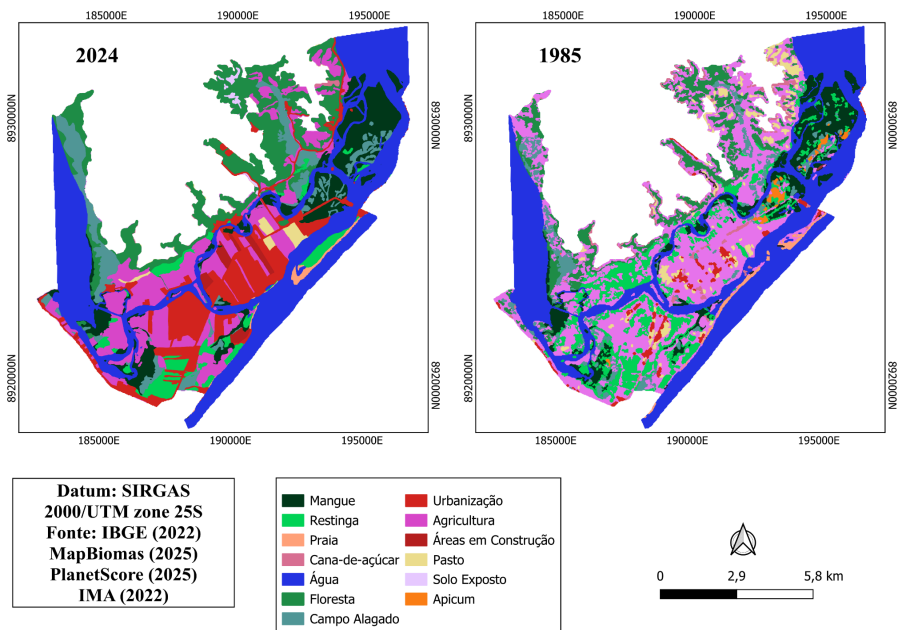 185000E 190000E 195000E
185000E 190000E 195000E
2024
1985
8930000N
8930000N
8930000N
8930000N
8920000N
8920000N
8920000N
8920000N
185000E 190000E 195000E
185000E 190000E 195000E
Datum: SIRGAS
2000/UTM zone 25S
Fonte: IBGE (2022)
MapBiomas (2025)
PlanetScore (2025)
IMA (2022)
Mangue
Restinga
Praia
Cana-de-açúcar
Água
Floresta
Campo Alagado
Urbanização
Agricultura
Áreas em Construção
Pasto
Solo Exposto
Apicum
0 2,9 5,8 km